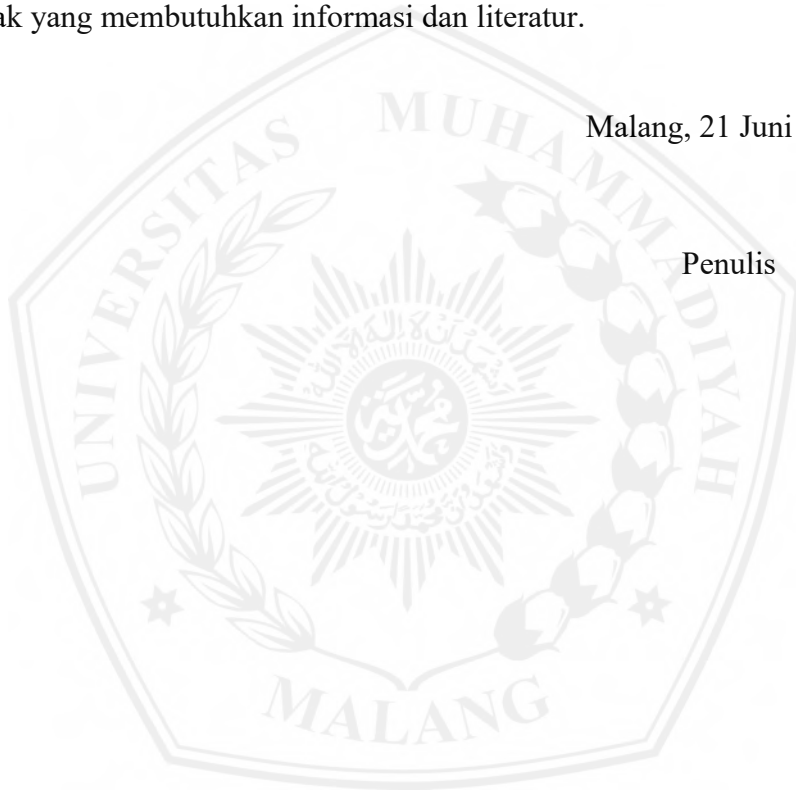 ak yang membutuhkan informasi dan literatur.
Malang, 21 Juni
Penulis
UNIVERSITAS MUHAMMADIYAH
MALANG